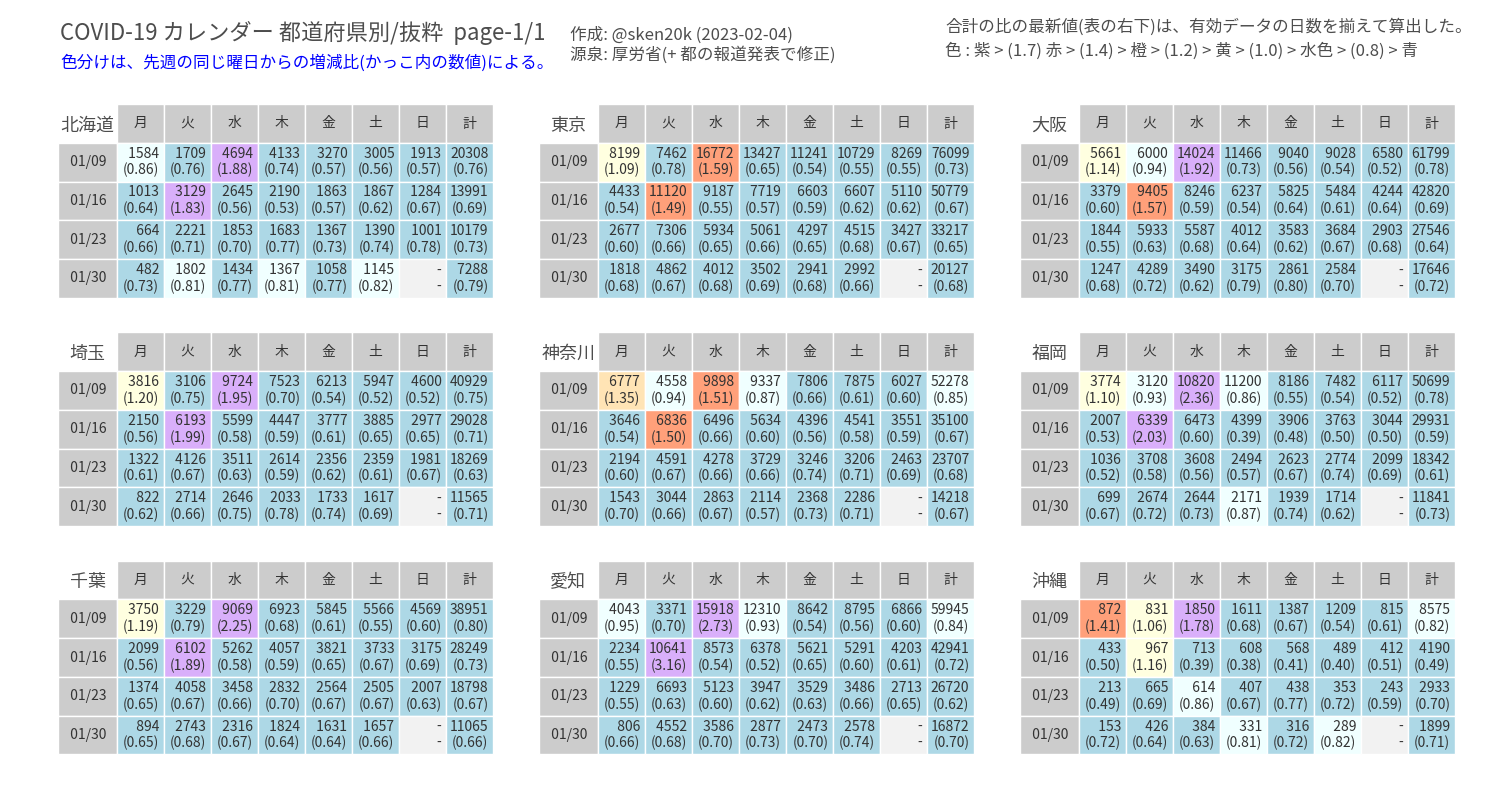 COVID-19 カレンダー 都道府県別/抜粋 page-1/1
色分けは、先週の同じ曜日からの増減比(かっこ内の数値)による。
作成: @sken20k (2023-02-04)
源泉: 厚労省(+ 都の報道発表で修正)
合計の比の最新値(表の右下)は、有効データの日数を揃えて算出した。
色 : 紫 > (1.7) 赤 > (1.4) 橙 > (1.2) 黄 > (1.0) > 水色 > (0.8) > 青
北海道 月 火 水 木 金 土 日 計
01/09 1584 1709 4694 4133 3270 3005 1913 20308
(0.86) (0.76) (1.88) (0.74) (0.57) (0.56) (0.57) (0.76)
01/16 1013 3129 2645 2190 1863 1867 1284 13991
(0.64) (1.83) (0.56) (0.53) (0.57) (0.62) (0.67) (0.69)
01/23 664 2221 1853 1683 1367 1390 1001 10179
(0.66) (0.71) (0.70) (0.77) (0.73) (0.74) (0.78) (0.73)
01/30 482 1802 1434 1367 1058 1145 - 7288
(0.73) (0.81) (0.77) (0.81) (0.77) (0.82) - (0.79)
東京 月 火 水 木 金 土 日 計
01/09 8199 7462 16772 13427 11241 10729 8269 76099
(1.09) (0.78) (1.59) (0.65) (0.54) (0.55) (0.55) (0.73)
01/16 4433 11120 9187 7719 6603 6607 5110 50779
(0.54) (1.49) (0.55) (0.57) (0.59) (0.62) (0.62) (0.67)
01/23 2677 7306 5934 5061 4297 4515 3427 33217
(0.60) (0.66) (0.65) (0.66) (0.65) (0.68) (0.67) (0.65)
01/30 1818 4862 4012 3502 2941 2992 - 20127
(0.68) (0.67) (0.68) (0.69) (0.68) (0.66) - (0.68)
大阪 月 火 水 木 金 土 日 計
01/09 5661 6000 14024 11466 9040 9028 6580 61799
(1.14) (0.94) (1.92) (0.73) (0.56) (0.54) (0.52) (0.78)
01/16 3379 9405 8246 6237 5825 5484 4244 42820
(0.60) (1.57) (0.59) (0.54) (0.64) (0.61) (0.64) (0.69)
01/23 1844 5933 5587 4012 3583 3684 2903 27546
(0.55) (0.63) (0.68) (0.64) (0.62) (0.67) (0.68) (0.64)
01/30 1247 4289 3490 3175 2861 2584 - 17646
(0.68) (0.72) (0.62) (0.79) (0.80) (0.70) - (0.72)
埼玉 月 火 水 木 金 土 日 計
01/09 3816 3106 9724 7523 6213 5947 4600 40929
(1.20) (0.75) (1.95) (0.70) (0.54) (0.52) (0.52) (0.75)
01/16 2150 6193 5599 4447 3777 3885 2977 29028
(0.56) (1.99) (0.58) (0.59) (0.61) (0.65) (0.65) (0.71)
01/23 1322 4126 3511 2614 2356 2359 1981 18269
(0.61) (0.67) (0.63) (0.59) (0.62) (0.61) (0.67) (0.63)
01/30 822 2714 2646 2033 1733 1617 - 11565
(0.62) (0.66) (0.75) (0.78) (0.74) (0.69) - (0.71)
神奈川 月 火 水 木 金 土 日 計
01/09 6777 4558 9898 9337 7806 7875 6027 52278
(1.35) (0.94) (1.51) (0.87) (0.66) (0.61) (0.60) (0.85)
01/16 3646 6836 6496 5634 4396 4541 3551 35100
(0.54) (1.50) (0.66) (0.60) (0.56) (0.58) (0.59) (0.67)
01/23 2194 4591 4278 3729 3246 3206 2463 23707
(0.60) (0.67) (0.66) (0.66) (0.74) (0.71) (0.69) (0.68)
01/30 1543 3044 2863 2114 2368 2286 - 14218
(0.70) (0.66) (0.67) (0.57) (0.73) (0.71) - (0.67)
福岡 月 火 水 木 金 土 日 計
01/09 3774 3120 10820 11200 8186 7482 6117 50699
(1.10) (0.93) (2.36) (0.86) (0.55) (0.54) (0.52) (0.78)
01/16 2007 6339 6473 4399 3906 3763 3044 29931
(0.53) (2.03) (0.60) (0.39) (0.48) (0.50) (0.50) (0.59)
01/23 1036 3708 3608 2494 2623 2774 2099 18342
(0.52) (0.58) (0.56) (0.57) (0.67) (0.74) (0.69) (0.61)
01/30 699 2674 2644 2171 1939 1714 - 11841
(0.67) (0.72) (0.73) (0.87) (0.74) (0.62) - (0.73)
千葉 月 火 水 木 金 土 日 計
01/09 3750 3229 9069 6923 5845 5566 4569 38951
(1.19) (0.79) (2.25) (0.68) (0.61) (0.55) (0.60) (0.80)
01/16 2099 6102 5262 4057 3821 3733 3175 28249
(0.56) (1.89) (0.58) (0.59) (0.65) (0.67) (0.69) (0.73)
01/23 1374 4058 3458 2832 2564 2505 2007 18798
(0.65) (0.67) (0.66) (0.70) (0.67) (0.67) (0.63) (0.67)
01/30 894 2743 2316 1824 1631 1657 - 11065
(0.65) (0.68) (0.67) (0.64) (0.64) (0.66) - (0.66)
愛知 月 火 水 木 金 土 日 計
01/09 4043 3371 15918 12310 8642 8795 6866 59945
(0.95) (0.70) (2.73) (0.93) (0.54) (0.56) (0.60) (0.84)
01/16 2234 10641 8573 6378 5621 5291 4203 42941
(0.55) (3.16) (0.54) (0.52) (0.65) (0.60) (0.61) (0.72)
01/23 1229 6693 5123 3947 3529 3486 2713 26720
(0.55) (0.63) (0.60) (0.62) (0.63) (0.66) (0.65) (0.62)
01/30 806 4552 3586 2877 2473 2578 - 16872
(0.66) (0.68) (0.70) (0.73) (0.70) (0.74) - (0.70)
沖縄 月 火 水 木 金 土 日 計
01/09 872 831 1850 1611 1387 1209 815 8575
(1.41) (1.06) (1.78) (0.68) (0.67) (0.54) (0.61) (0.82)
01/16 433 967 713 608 568 489 412 4190
(0.50) (1.16) (0.39) (0.38) (0.41) (0.40) (0.51) (0.49)
01/23 213 665 614 407 438 353 243 2933
(0.49) (0.69) (0.86) (0.67) (0.77) (0.72) (0.59) (0.70)
01/30 153 426 384 331 316 289 - 1899
(0.72) (0.64) (0.63) (0.81) (0.72) (0.82) - (0.71)